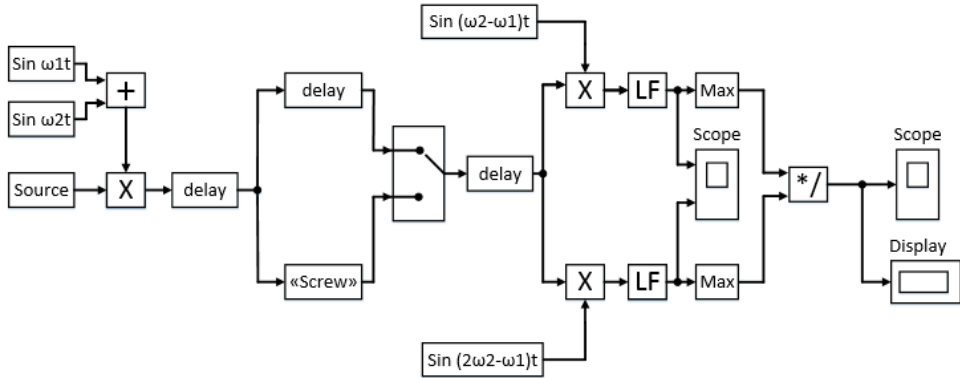 Sin (ω2-ω1)t
Sin ω1t
+
Sin ω2t
Source
X
delay
delay
«Screw»
delay
X
LF
Max
Scope
X
LF
Max
Sin (2ω2-ω1)t
*/
Scope
Display